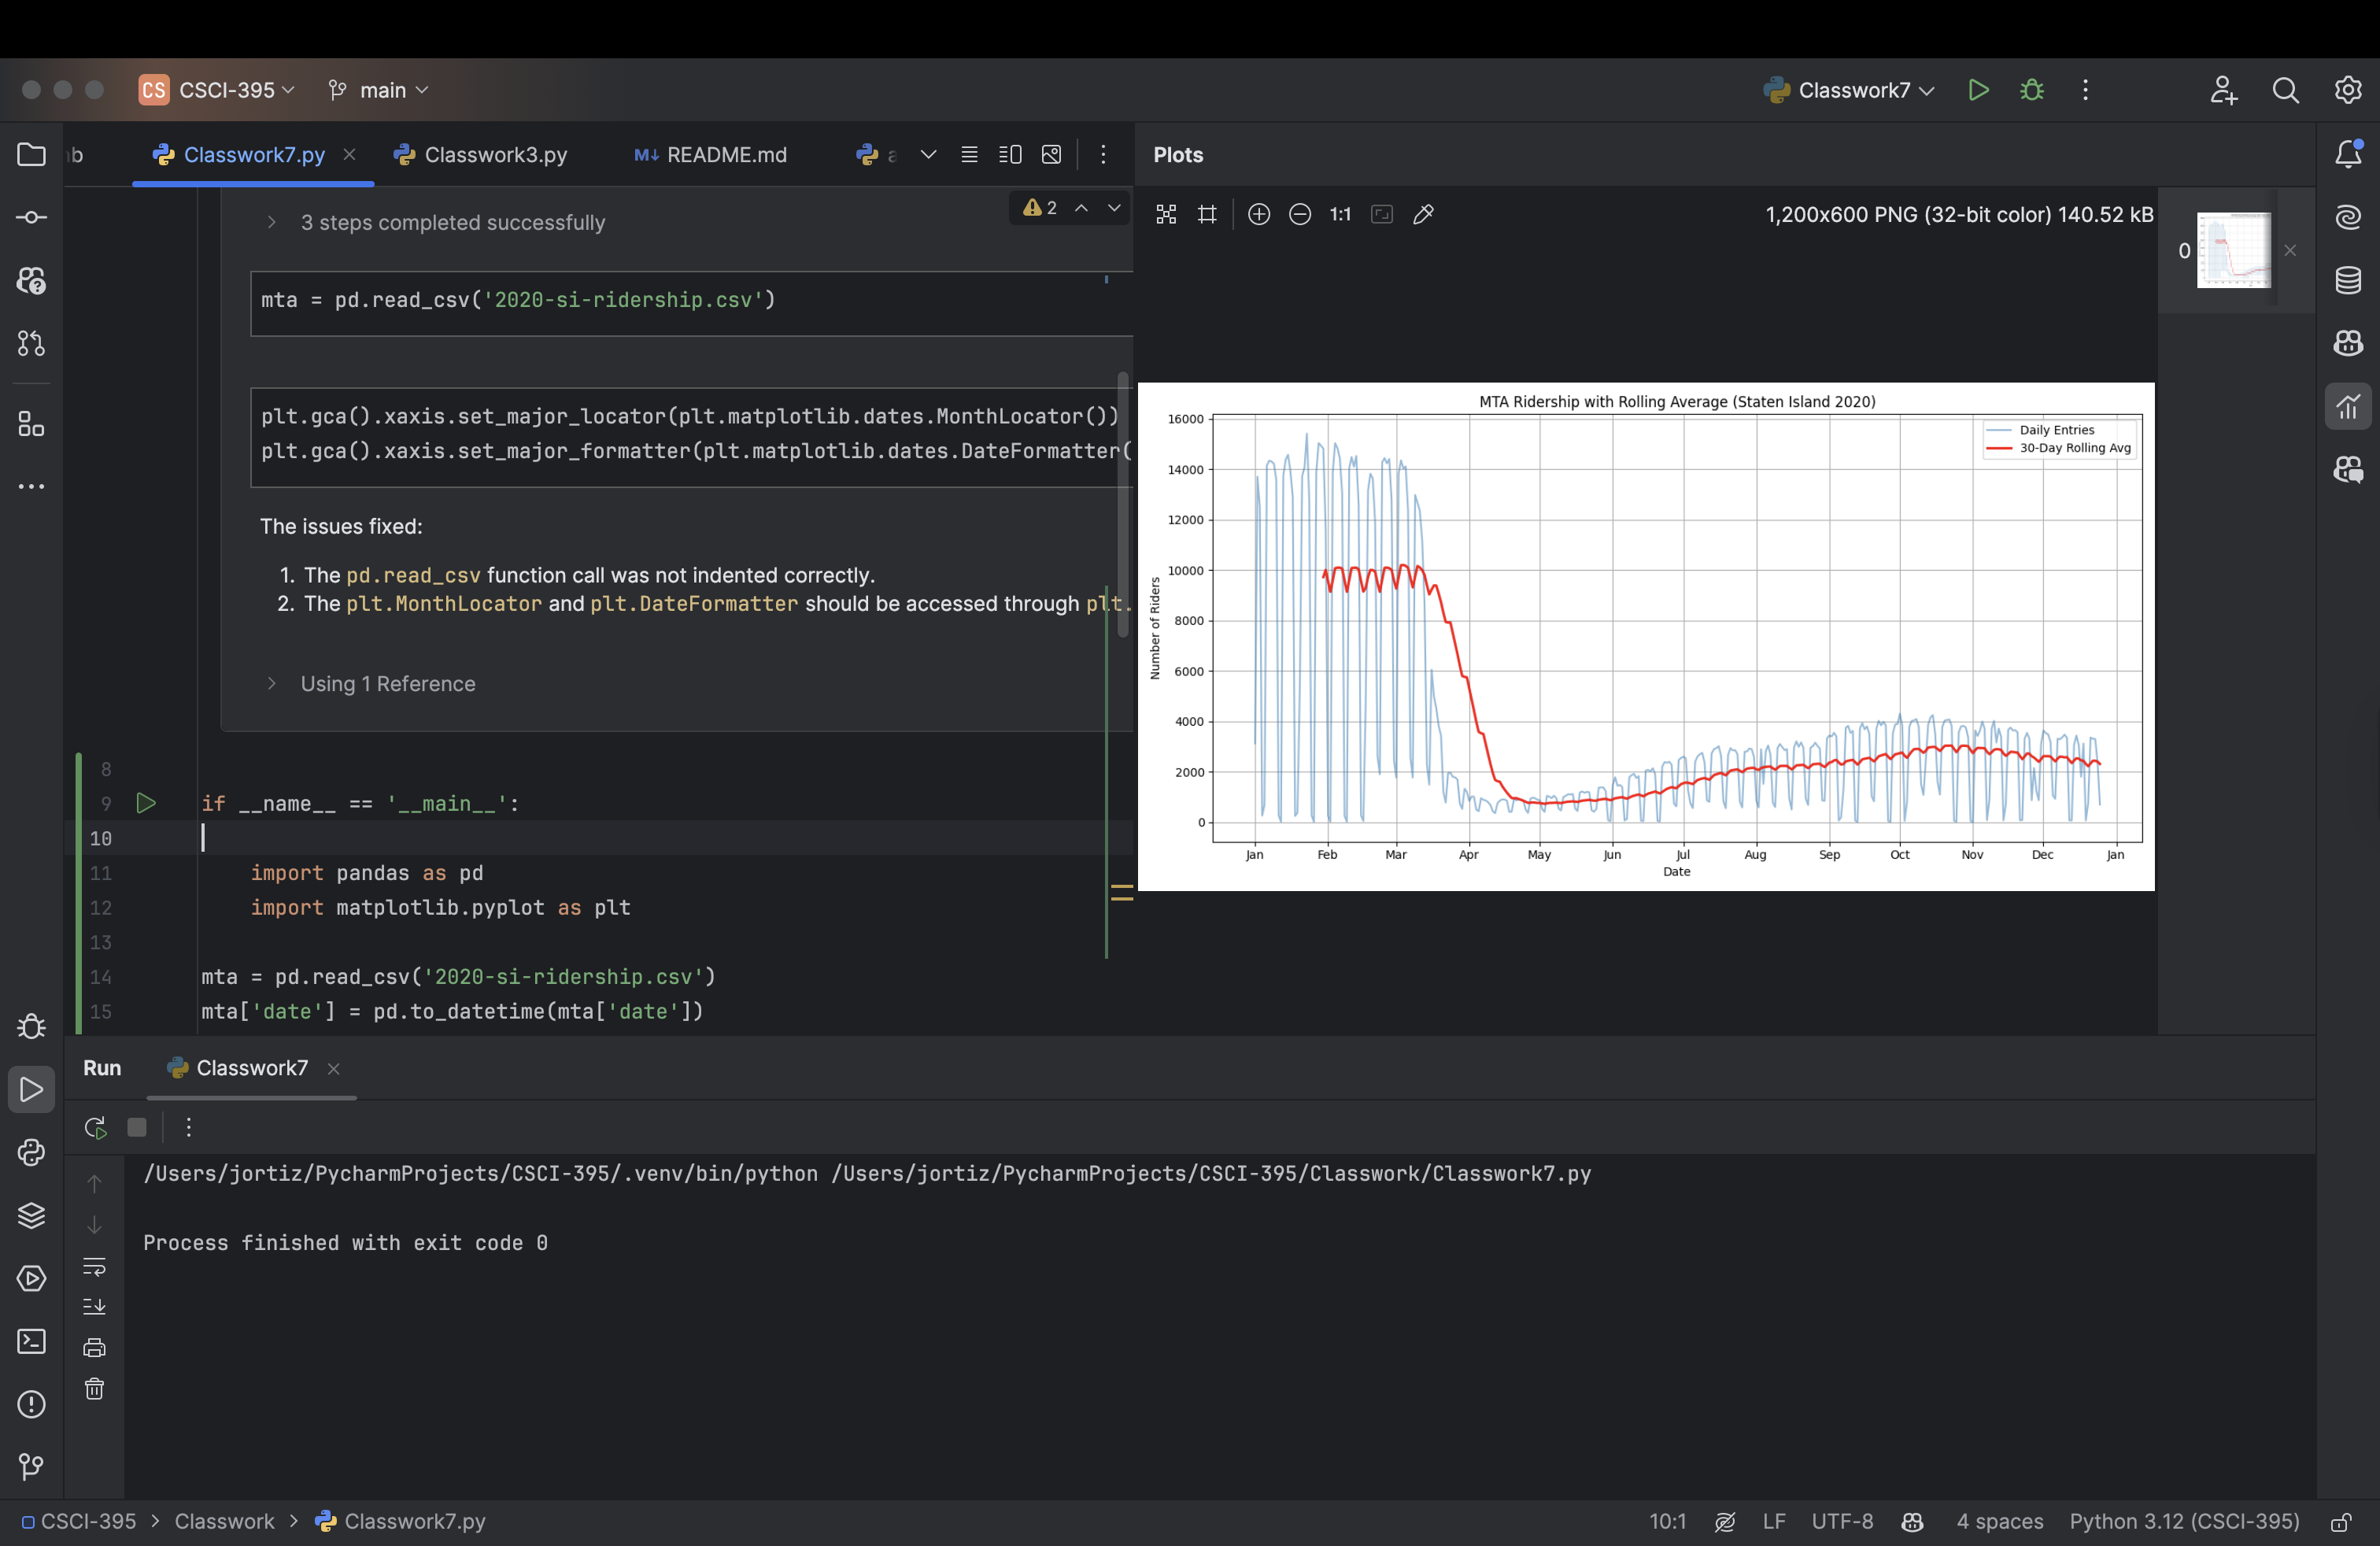 CS CSCI-395 main Classwork7
Classwork7.py Classwork3.py M↓ README.md
Plots
3 steps completed successfully
2
1:1 1,200x600 PNG (32-bit color) 140.52 kB
0
mta = pd.read_csv('2020-si-ridership.csv')
plt.gca().xaxis.set_major_locator(plt.matplotlib.dates.MonthLocator())
plt.gca().xaxis.set_major_formatter(plt.matplotlib.dates.DateFormatter(
The issues fixed:
1. The pd.read_csv function call was not indented correctly.
2. The plt.MonthLocator and plt.DateFormatter should be accessed through plt.
Using 1 Reference
8
9 if __name__ == '__main__':
10
11 import pandas as pd
12 import matplotlib.pyplot as plt
13
14 mta = pd.read_csv('2020-si-ridership.csv')
15 mta['date'] = pd.to_datetime(mta['date'])
MTA Ridership with Rolling Average (Staten Island 2020)
Daily Entries
30-Day Rolling Avg
Number of Riders
16000
14000
12000
10000
8000
6000
4000
2000
0
Jan Feb Mar Apr May Jun Jul Aug Sep Oct Nov Dec Jan
Date
Run Classwork7
/Users/jortiz/PycharmProjects/CSCI-395/.venv/bin/python /Users/jortiz/PycharmProjects/CSCI-395/Classwork/Classwork7.py
Process finished with exit code 0
CSCI-395 > Classwork > Classwork7.py 10:1 LF UTF-8 4 spaces Python 3.12 (CSCI-395)